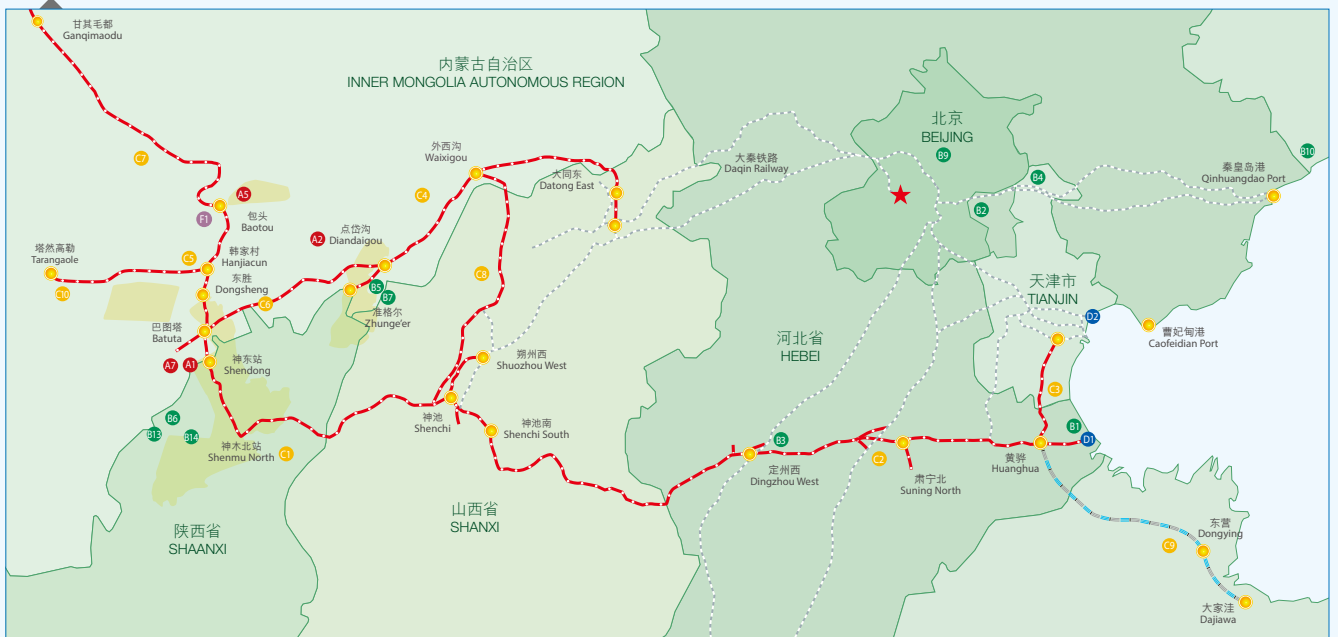 甘其毛都
Ganqimaodu
内蒙古自治区
INNER MONGOLIA AUTONOMOUS REGION
北京
BEIJING
B9
B10
外西沟
Waixigou
大同东
Datong East
大秦铁路
Daqin Railway
B4
秦皇岛港
Qinhuangdao Port
C7
A5
F1
包头
Baotou
C4
B2
A2
点岱沟
Diandaigou
塔然高勒
Tarangaole
C5
韩家村
Hanjiacun
C10
东胜
Dongsheng
C6
B5
B7
准格尔
Zhunge'er
C8
天津市
TIANJIN
D2
曹妃甸港
Caofeidian Port
巴图塔
Batuta
A7
A1
神东站
Shendong
朔州西
Shuozhou West
河北省
HEBEI
C3
B6
B13
B14
神木北站
Shenmu North
C1
神池
Shenchi
神池南
Shenchi South
B3
定州西
Dingzhou West
C2
肃宁北
Suning North
黄骅
Huanghua
B1
D1
陕西省
SHAANXI
山西省
SHANXI
东营
Dongying
C9
大家洼
Dajiawa